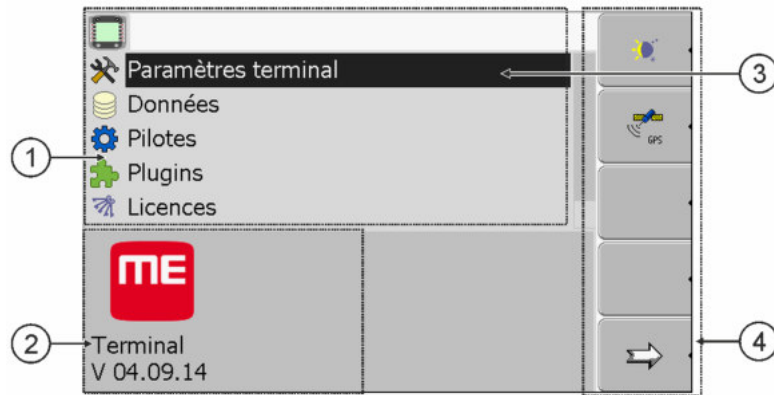 Paramètres terminal
3
Données
GPS
Pilotes
1
Plugins
Licences
ME
2
Terminal
4
V 04.09.14